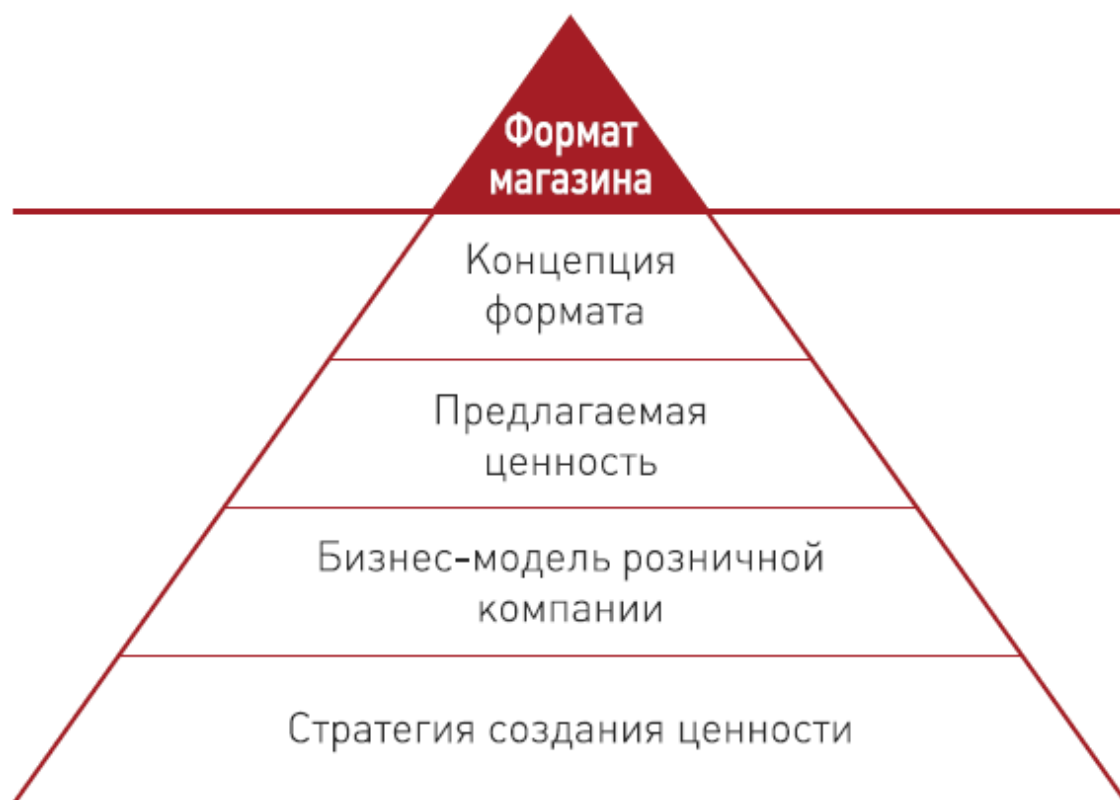 Формат
магазина
Концепция
формата
Предлагаемая
ценность
Бизнес-модель розничной
компании
Стратегия создания ценности